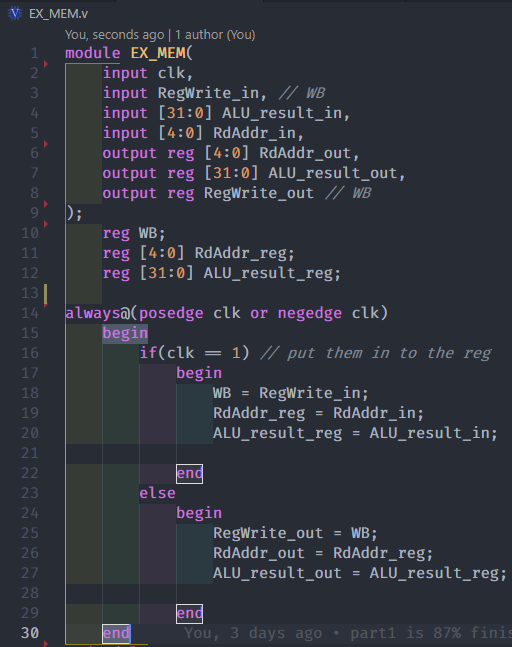 EX_MEM.v
You, seconds ago | 1 author (You)
1 module EX_MEM(
2 input clk,
3 input RegWrite_in, // WB
4 input [31:0] ALU_result_in,
5 input [4:0] RdAddr_in,
6 output reg [4:0] RdAddr_out,
7 output reg [31:0] ALU_result_out,
8 output reg RegWrite_out // WB
9 );
10 reg WB;
11 reg [4:0] RdAddr_reg;
12 reg [31:0] ALU_result_reg;
13
14 always@(posedge clk or negedge clk)
15 begin
16 if(clk == 1) // put them in to the reg
17 begin
18 WB = RegWrite_in;
19 RdAddr_reg = RdAddr_in;
20 ALU_result_reg = ALU_result_in;
21
22 end
23 else
24 begin
25 RegWrite_out = WB;
26 RdAddr_out = RdAddr_reg;
27 ALU_result_out = ALU_result_reg;
28
29 end
30 end You, 3 days ago • part1 is 87% finis